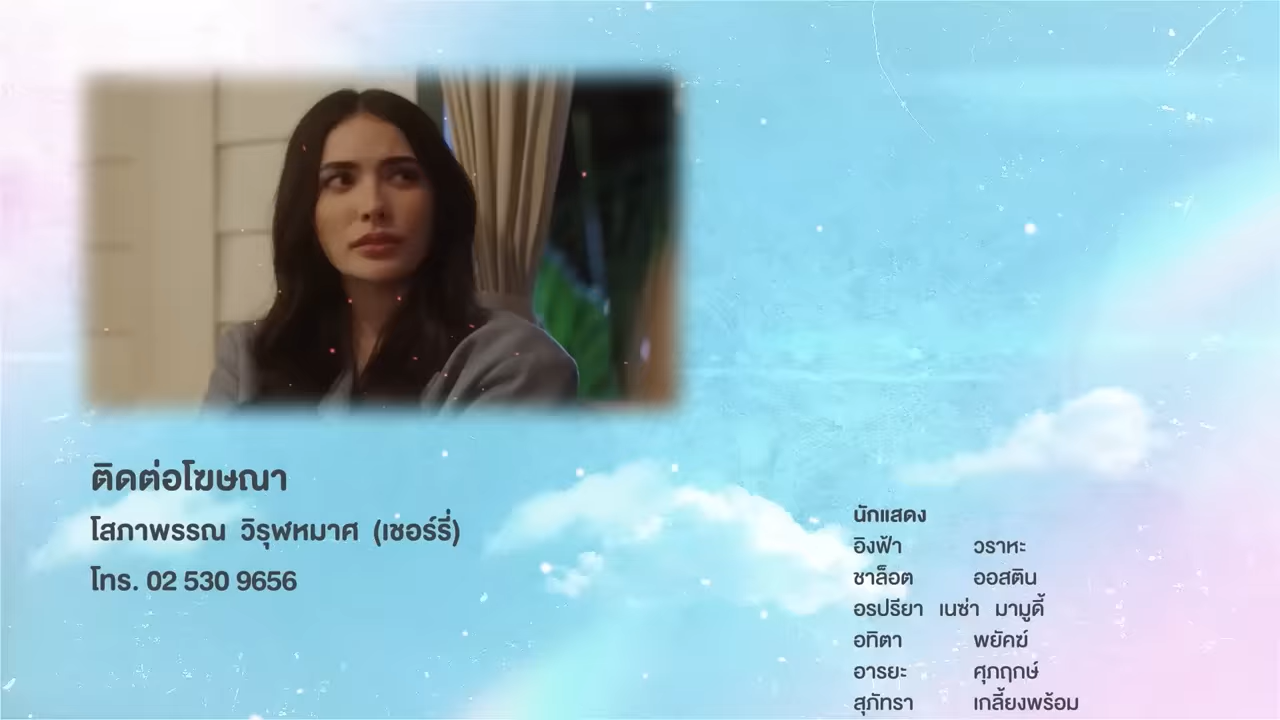 ติดต่อโฆษณา
โสภาพรรณ วิรุฬหมาศ (เชอร์รี่)
โทร. 02 530 9656
นักแสดง
อิงฟ้า วราหะ
ชาล็อต ออสติน
อรปรียา เนซ่า มามูดี้
อทิตา พยัคฆ์
อารยะ ศุภฤกษ์
สุภัทรา เกลี้ยงพร้อม